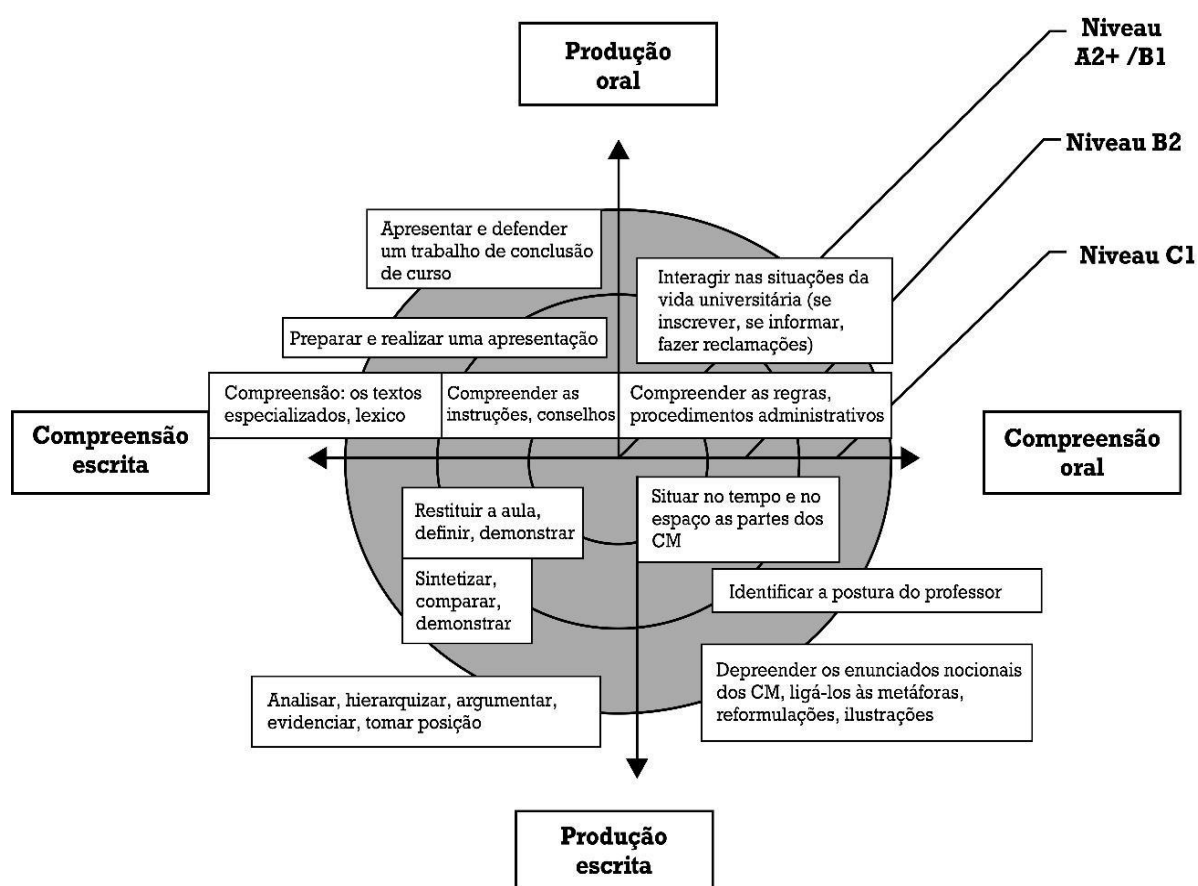 Produção
oral
Niveau
A2+ /B1
Niveau B2
Niveau C1
Apresentar e defender
um trabalho de conclusão
de curso
Interagir nas situações da
vida universitária (se
inscrever, se informar,
fazer reclamações)
Preparar e realizar uma apresentação
Compreensão: os textos
especializados, lexico
Compreender as
instruções, conselhos
Compreender as regras,
procedimentos administrativos
Compreensão
escrita
Compreensão
oral
Restituir a aula,
definir, demonstrar
Situar no tempo e no
espaço as partes dos
CM
Sintetizar,
comparar,
demonstrar
Identificar a postura do professor
Analisar, hierarquizar, argumentar,
evidenciar, tomar posição
Depreender os enunciados nocionais
dos CM, ligá-los às metáforas,
reformulações, ilustrações
Produção
escrita